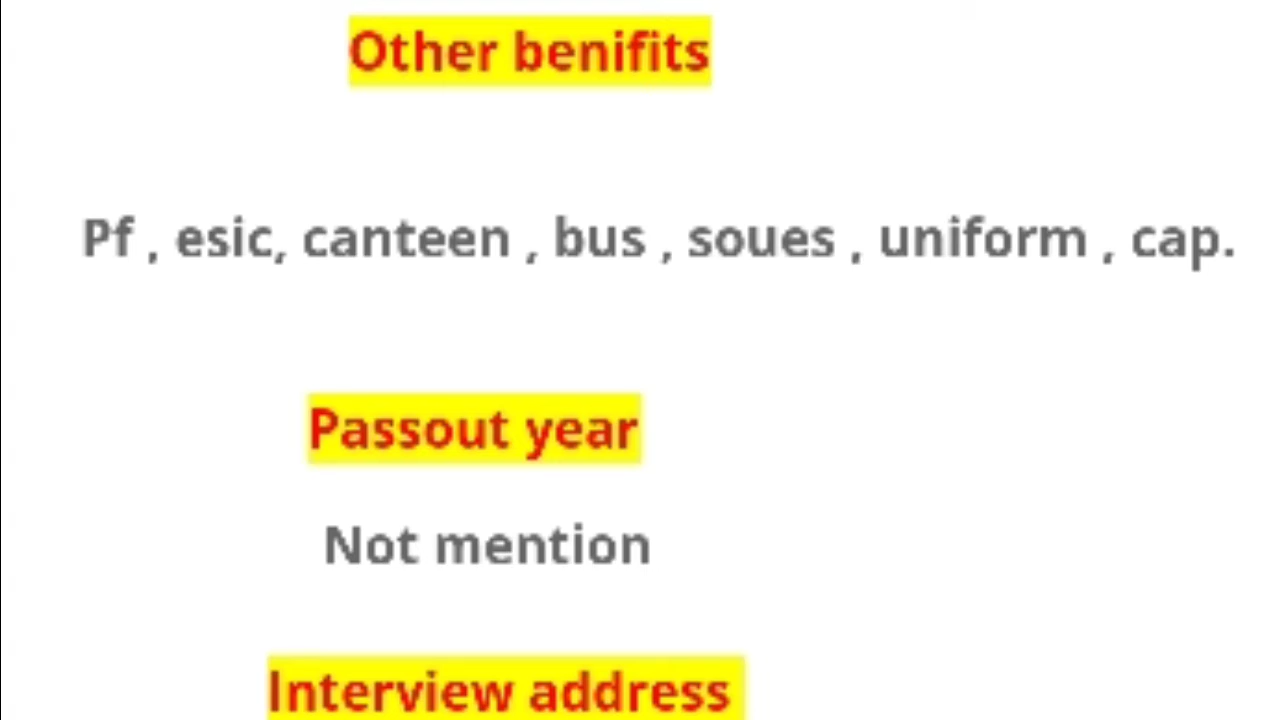 Other benifits
Pf , esic, canteen , bus , soues , uniform , cap.
Passout year
Not mention
Interview address